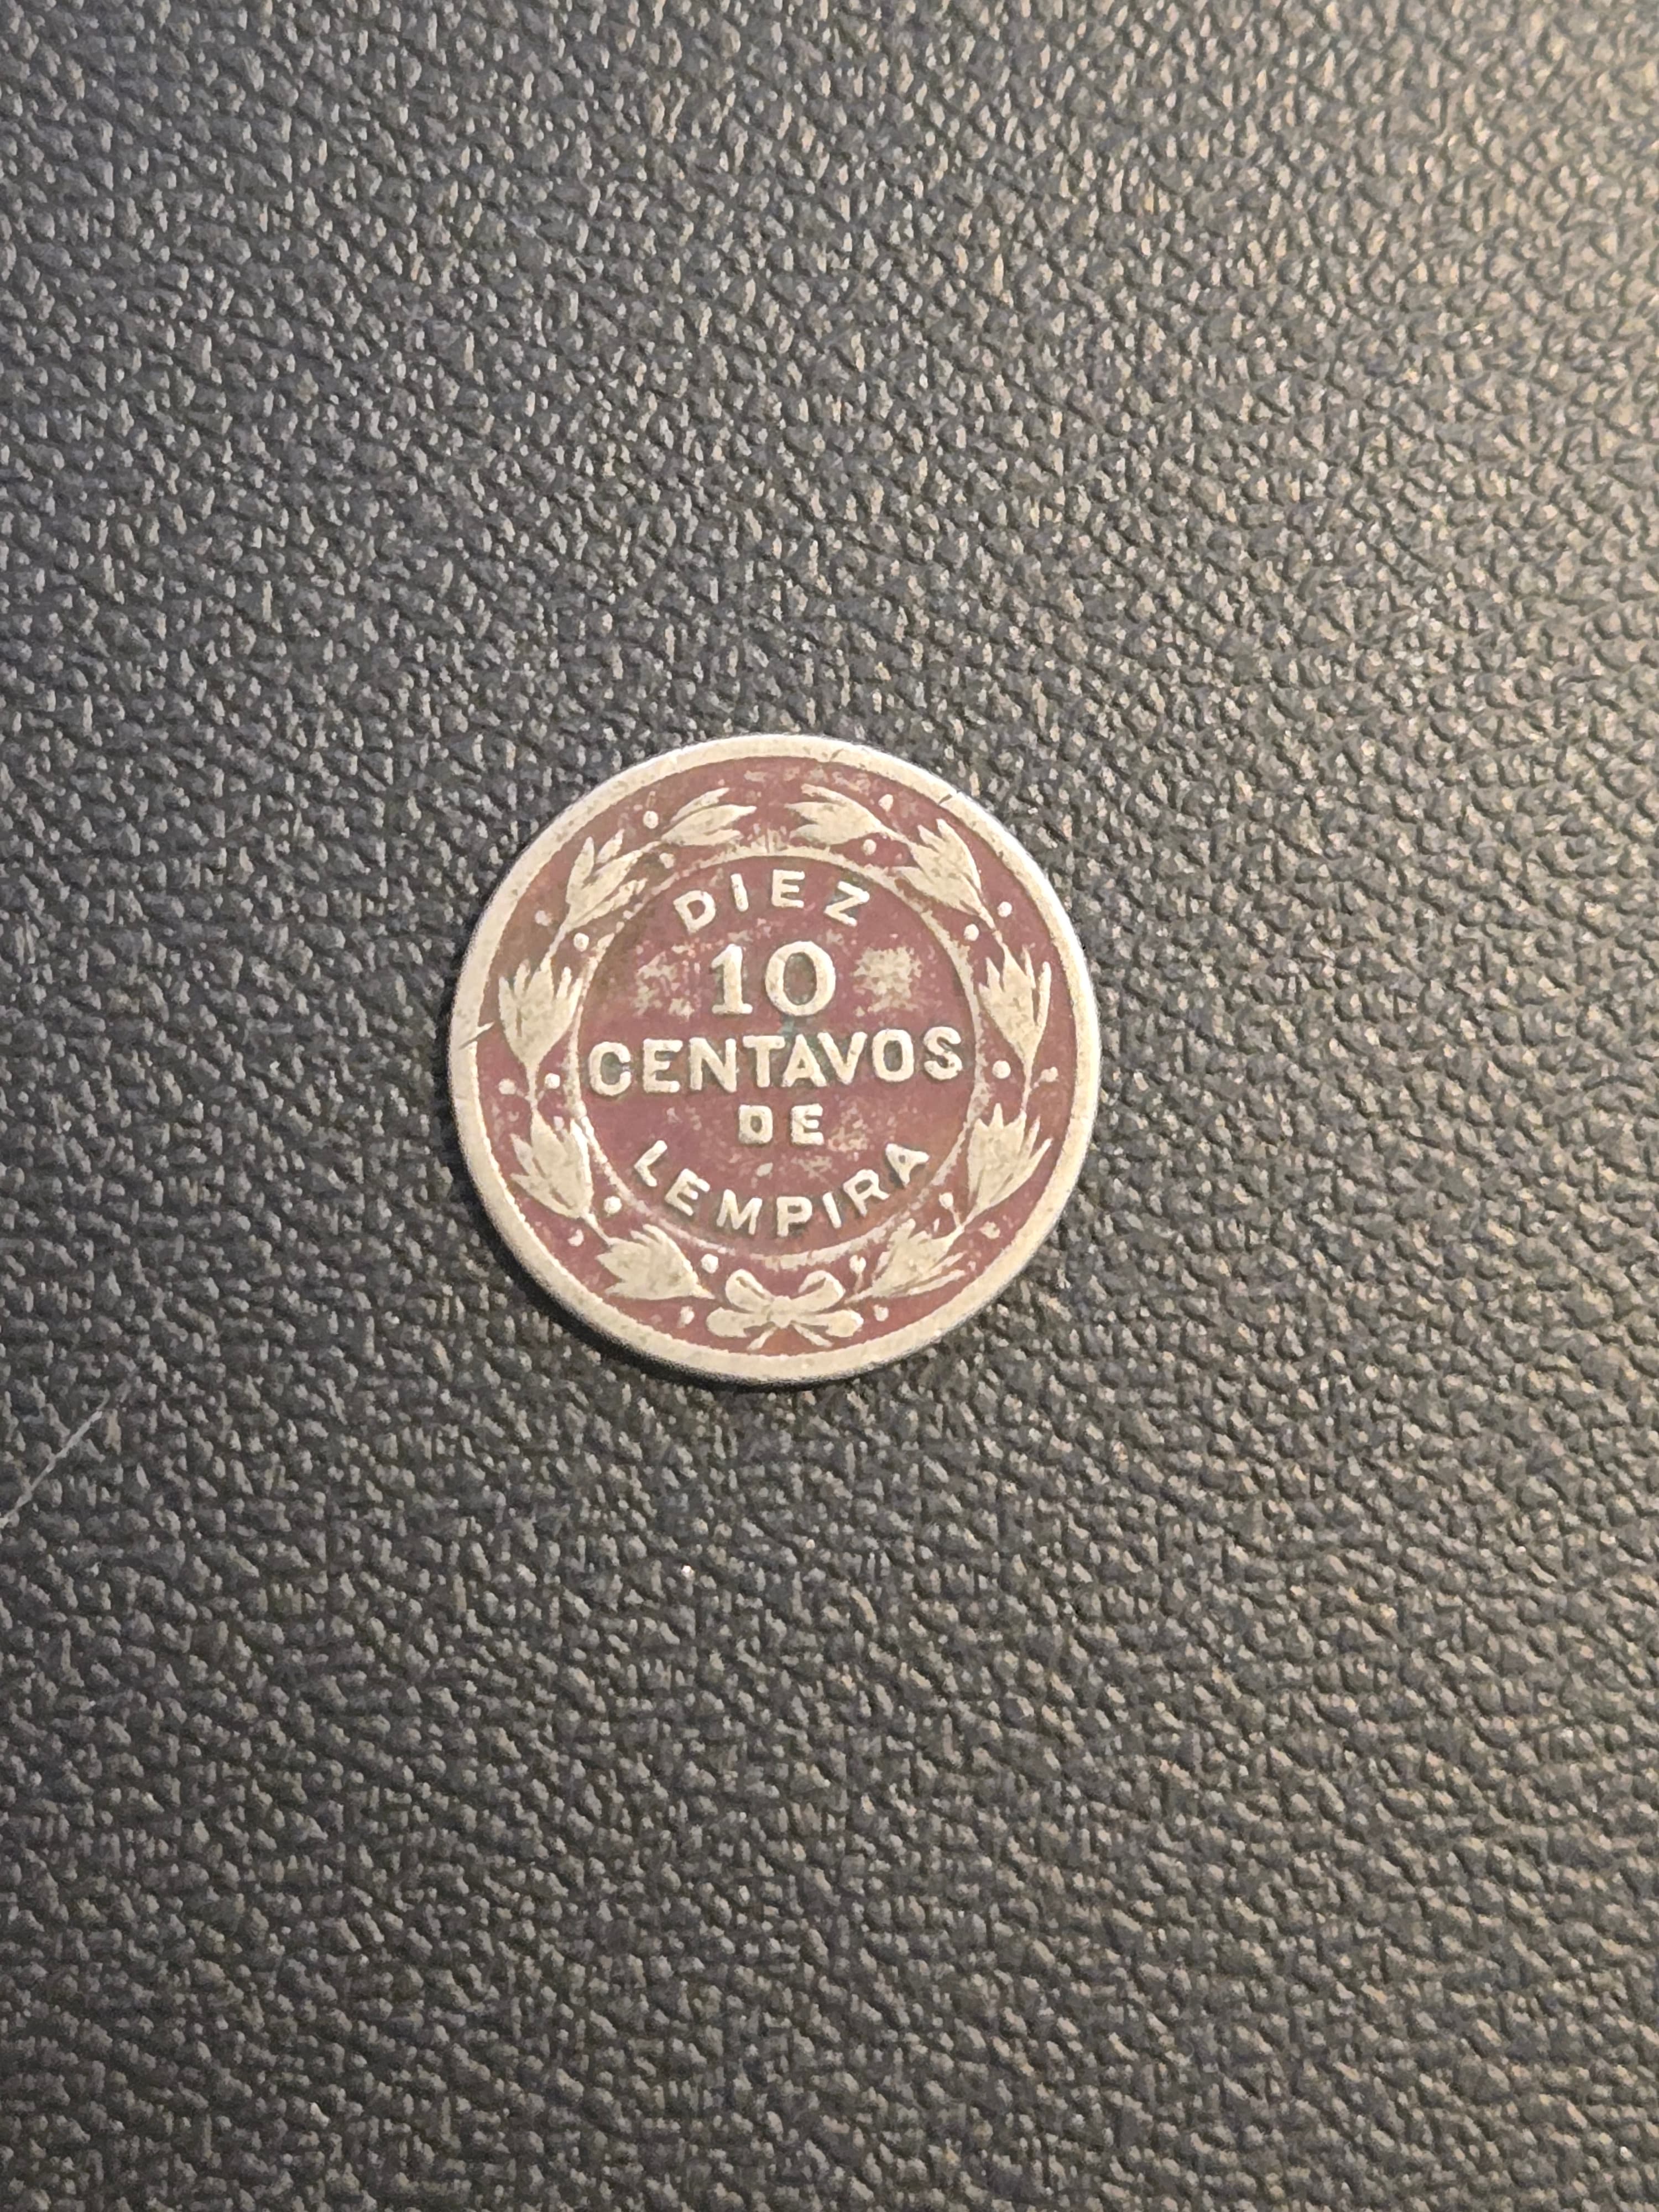 DIEZ
10
CENTAVOS
DE
LEMPIRA